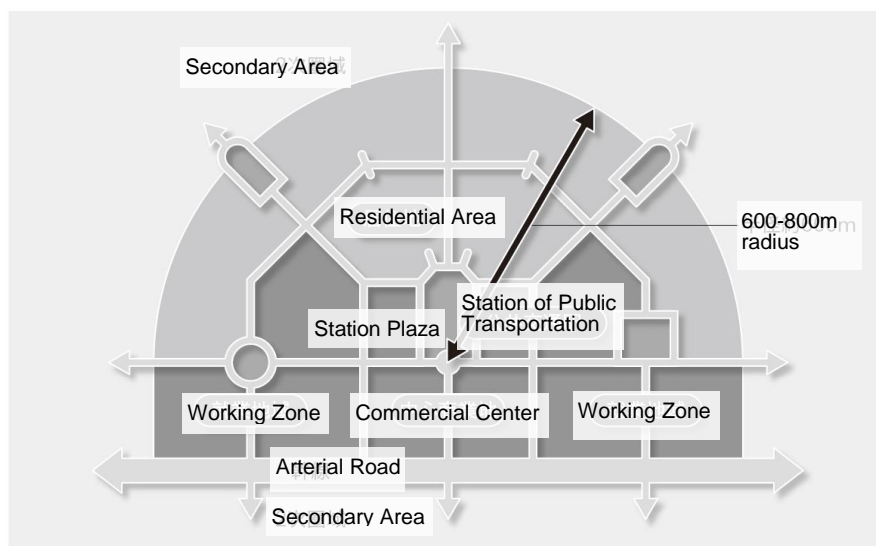 Secondary Area
Residential Area
600-800m
radius
Station of Public
Transportation
Station Plaza
Working Zone
Commercial Center
Working Zone
Arterial Road
Secondary Area